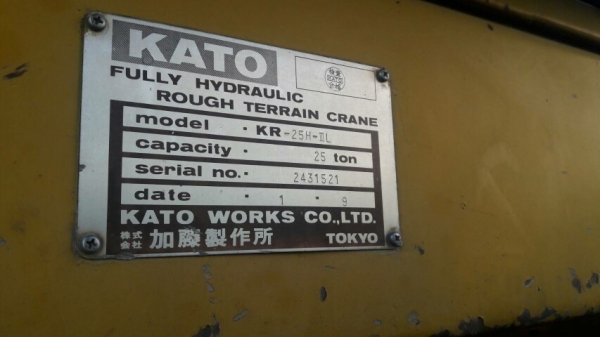 KATO
FULLY HYDRAULIC
ROUGH TERRAIN CRANE
model · KR-25H-ⅢL
capacity · 25 ton
serial no. · 2431521
date · 1 · 9
KATO WORKS CO.,LTD.
株式会社 加藤製作所 TOKYO